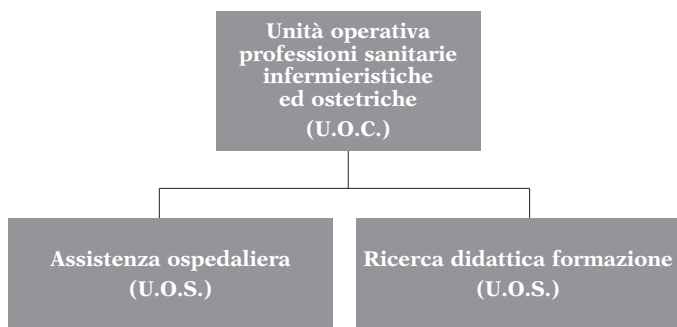 Unità operativa
professioni sanitarie
infermieristiche
ed ostetriche
(U.O.C.)
Assistenza ospedaliera
(U.O.S.)
Ricerca didattica formazione
(U.O.S.)